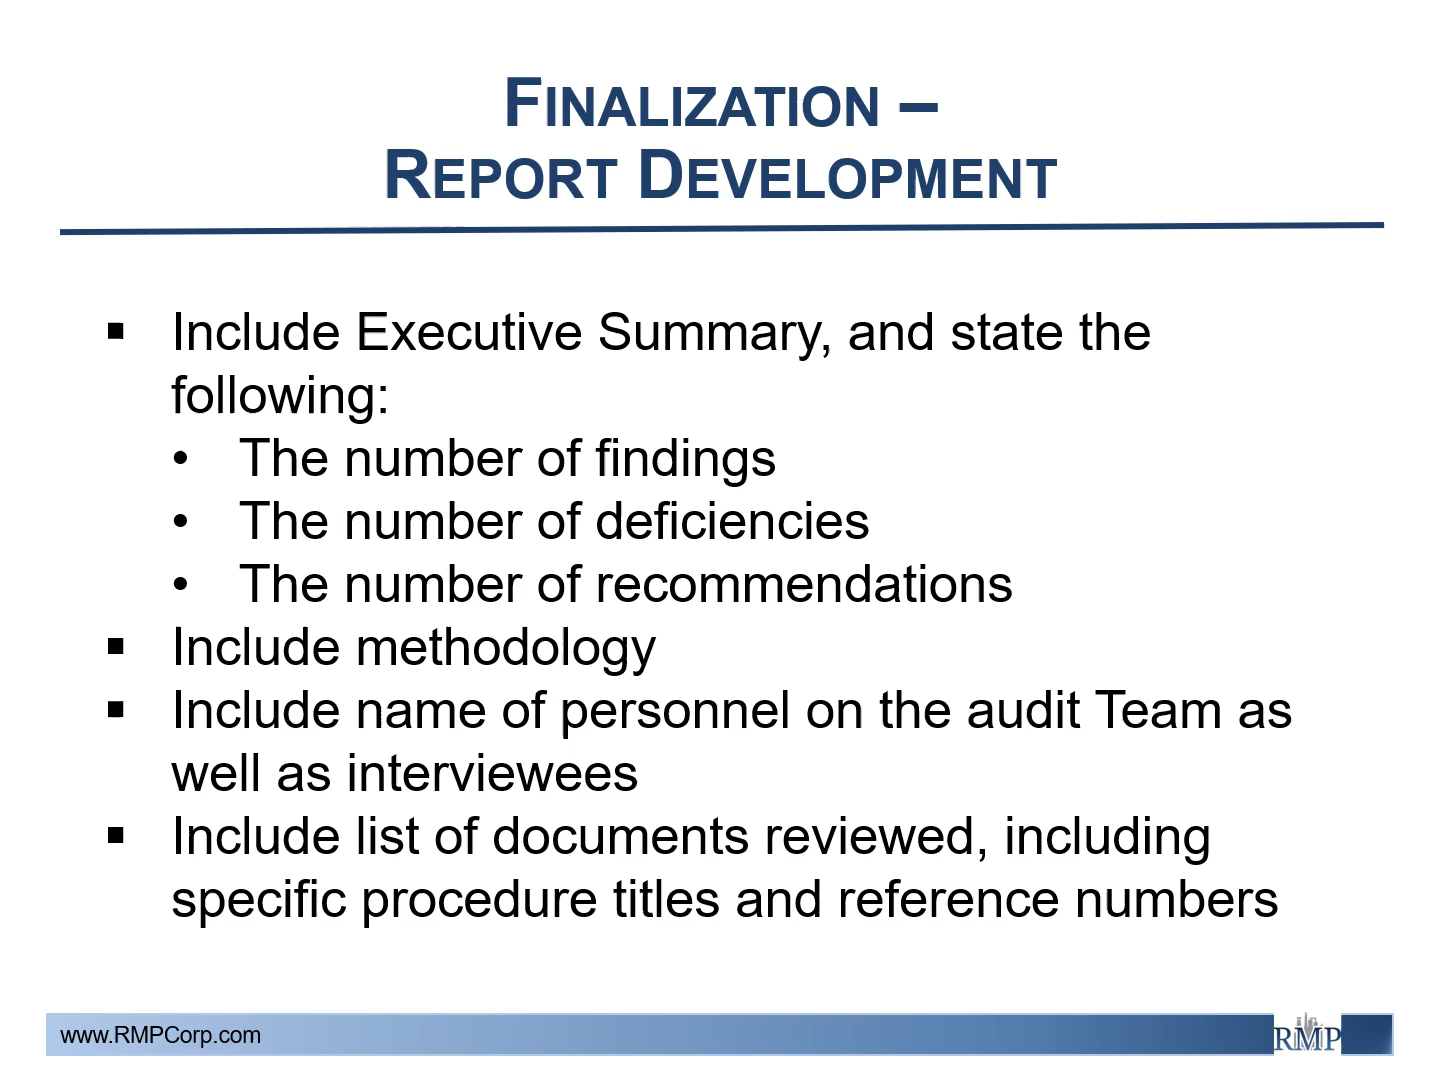 FINALIZATION –
REPORT DEVELOPMENT
▪ Include Executive Summary, and state the
following:
• The number of findings
• The number of deficiencies
• The number of recommendations
▪ Include methodology
▪ Include name of personnel on the audit Team as
well as interviewees
▪ Include list of documents reviewed, including
specific procedure titles and reference numbers
www.RMPCorp.com
RMP